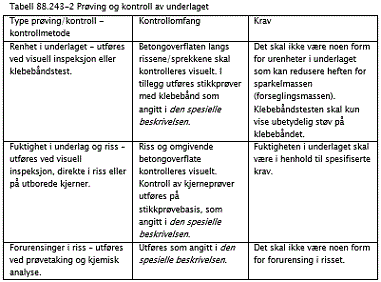 Tabell 88.243-2 Prøving og kontroll av underlaget
Type prøving/kontroll –
kontrollmetode
Kontrollomfang
Krav
Renhet i underlaget – utføres
ved visuell inspeksjon eller
klebebåndstest.
Betongoverflaten langs
rissene/sprekkene skal
kontrolleres visuelt. I
tillegg utføres stikkprøver
med klebebånd som
angitt i den spesielle
beskrivelsen.
Det skal ikke være noen form
for urenheter i underlaget
som kan redusere heften for
sparkelmassen
(forseglingsmassen).
Klebebåndstesten skal kun
vise ubetydelig støv på
klebebåndet.
Fuktighet i underlag og riss –
utføres ved visuell
inspeksjon, direkte i riss eller
på utborede kjerner.
Riss og omgivende
betongoverflate
kontrolleres visuelt.
Kontroll av kjerneprøver
utføres på
stikkprøvebasis, som
angitt i den spesielle
beskrivelsen.
Fuktigheten i underlaget skal
være i henhold til spesifiserte
krav.
Forurensinger i riss – utføres
ved prøvetaking og kjemisk
analyse.
Utføres som angitt i den
spesielle beskrivelsen.
Det skal ikke være noen form
for forurensing i risset.